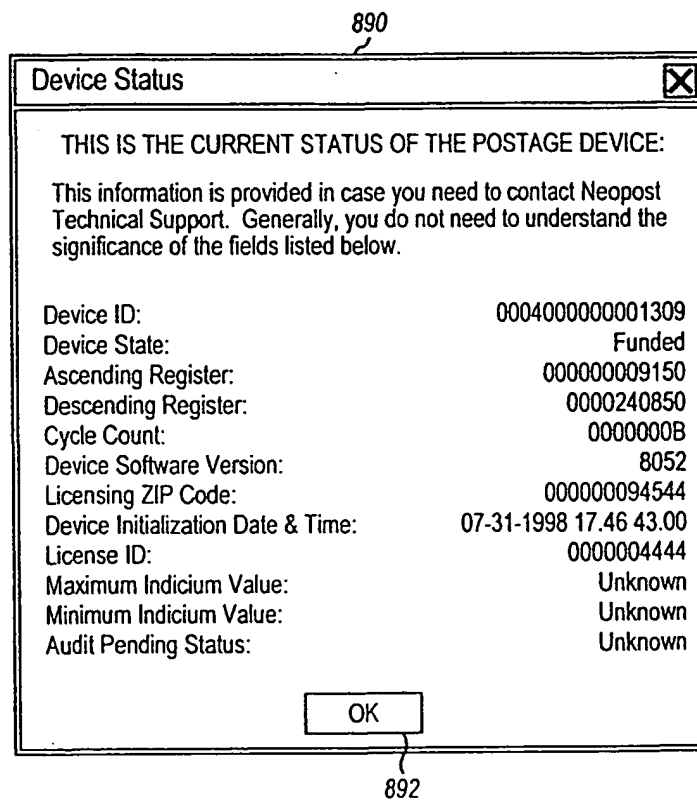 890
Device Status
THIS IS THE CURRENT STATUS OF THE POSTAGE DEVICE:
This information is provided in case you need to contact Neopost
Technical Support. Generally, you do not need to understand the
significance of the fields listed below.
Device ID: 0004000000001309
Device State: Funded
Ascending Register: 000000009150
Descending Register: 0000240850
Cycle Count: 0000000B
Device Software Version: 8052
Licensing ZIP Code: 000000094544
Device Initialization Date & Time: 07-31-1998 17.46 43.00
License ID: 0000004444
Maximum Indicium Value: Unknown
Minimum Indicium Value: Unknown
Audit Pending Status: Unknown
OK
892